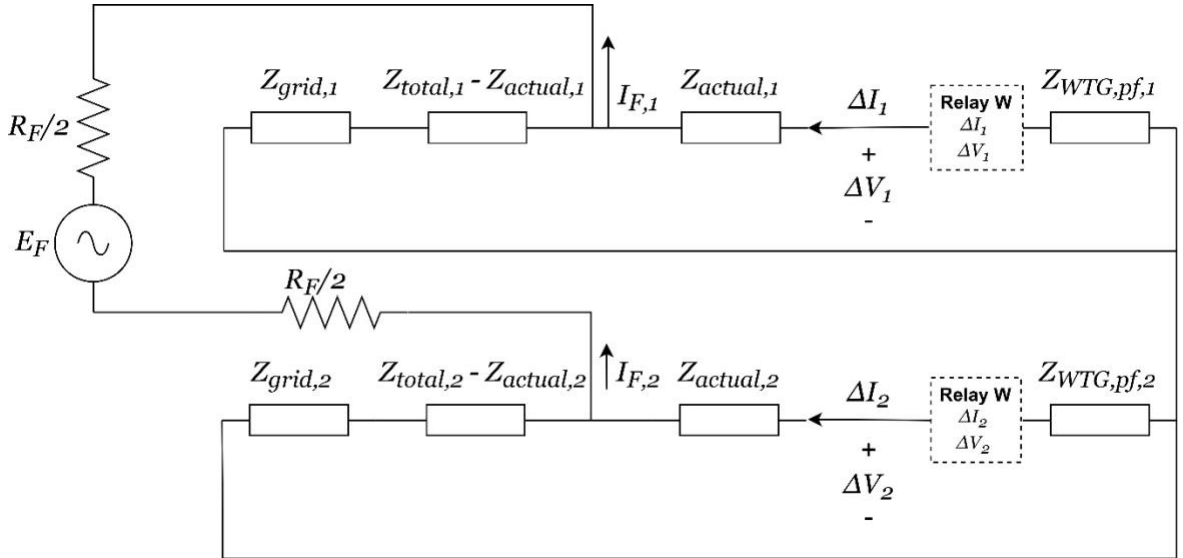 Z_grid,1
Z_total,1 - Z_actual,1
I_F,1
Z_actual,1
ΔI_1
+
ΔV_1
-
Relay W
ΔI_1
ΔV_1
Z_WTG,pf,1
R_F/2
E_F
R_F/2
Z_grid,2
Z_total,2 - Z_actual,2
I_F,2
Z_actual,2
ΔI_2
+
ΔV_2
-
Relay W
ΔI_2
ΔV_2
Z_WTG,pf,2